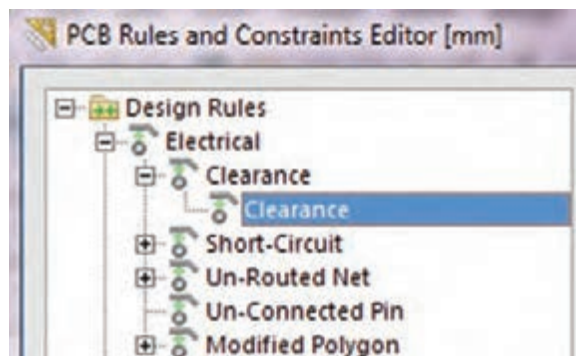 PCB Rules and Constraints Editor [mm]
Design Rules
Electrical
Clearance
Clearance
Short-Circuit
Un-Routed Net
Un-Connected Pin
Modified Polygon